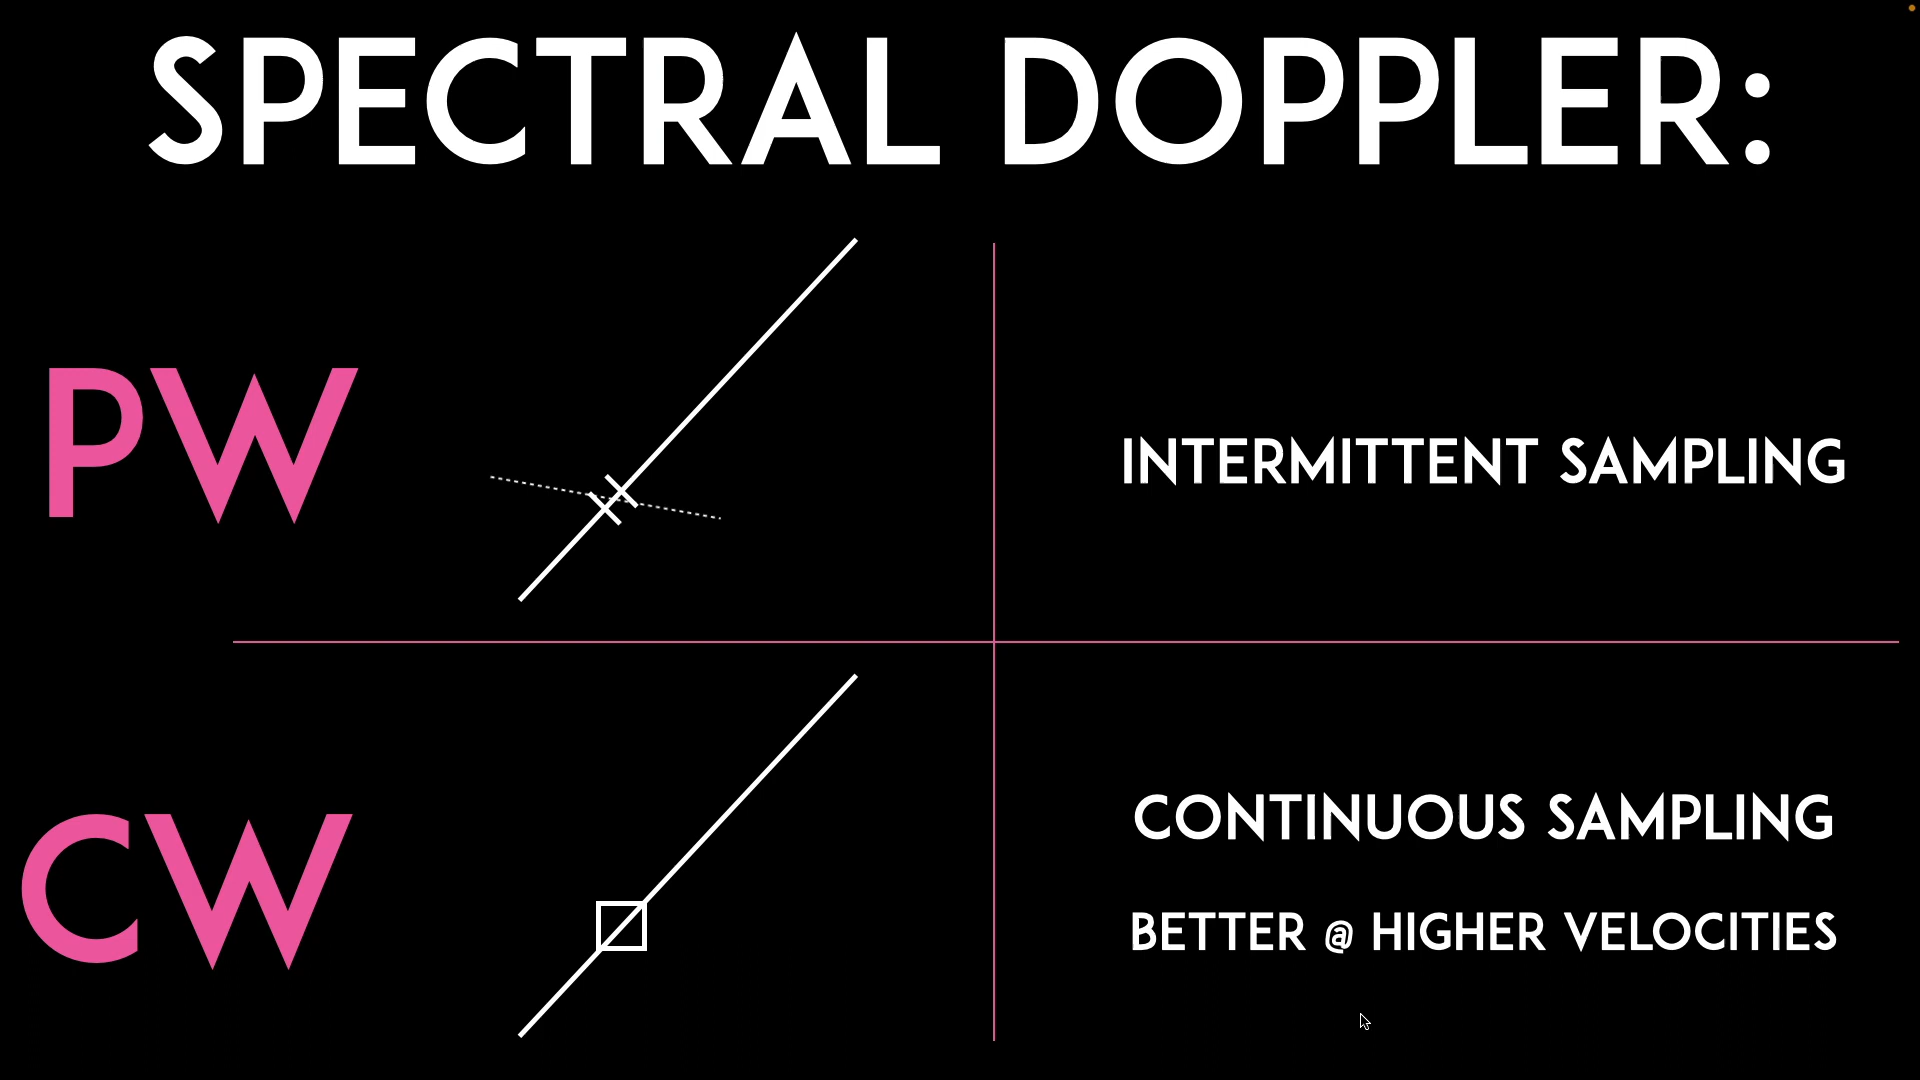 SPECTRAL DOPPLER:
PW
INTERMITTENT SAMPLING
CW
CONTINUOUS SAMPLING
BETTER @ HIGHER VELOCITIES